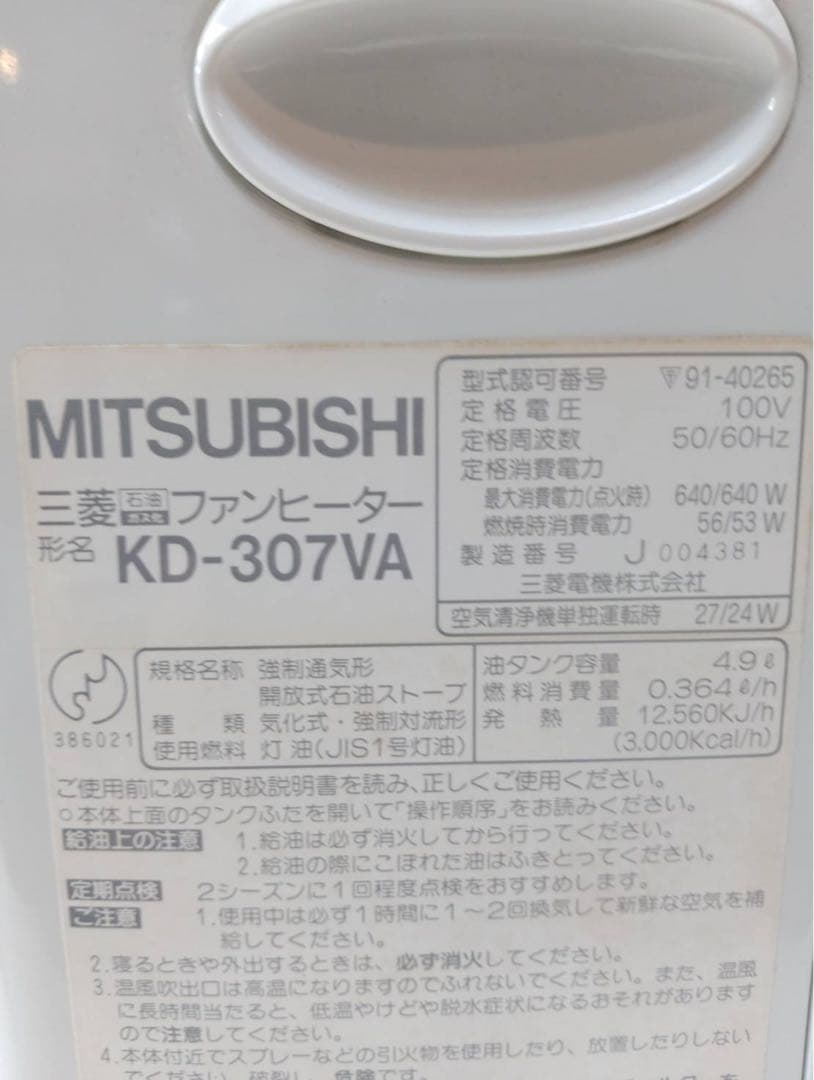 MITSUBISHI
三菱石油ファンヒーター
形名 KD-307VA
型式認可番号 91-40265
定格電圧 100V
定格周波数 50/60Hz
定格消費電力
最大消費電力(点火時) 640/640W
燃焼時消費電力 56/53W
製造番号 J004381
三菱電機株式会社
空気清浄機単独運転時 27/24W
386021
規格名称 強制通気形
開放式石油ストーブ
種類 気化式・強制対流形
使用燃料 灯油(JIS1号灯油)
油タンク容量 4.9ℓ
燃料消費量 0.364ℓ/h
発熱量 12.560KJ/h
(3,000Kcal/h)
ご使用前に必ず取扱説明書を読み、正しくご使用ください。
○本体上面のタンクふたを開いて「操作順序」をお読みください。
給油上の注意 1.給油は必ず消火してから行ってください。
2.給油の際にこぼれた油はふきとってください。
定期点検 2シーズンに1回程度点検をおすすめします。
ご注意 1.使用中は必ず1時間に1～2回換気して新鮮な空気を補
給してください。
2.寝るときや外出するときは、必ず消火してください。
3.温風吹出口は高温になりますのでふれないでください。また、温風
に長時間当たると、低温やけどや脱水症状になるおそれがあります
ので注意してください。
4.本体付近でスプレーなどの引火物を使用したり、放置したりしない
でください。破裂し、危険です。